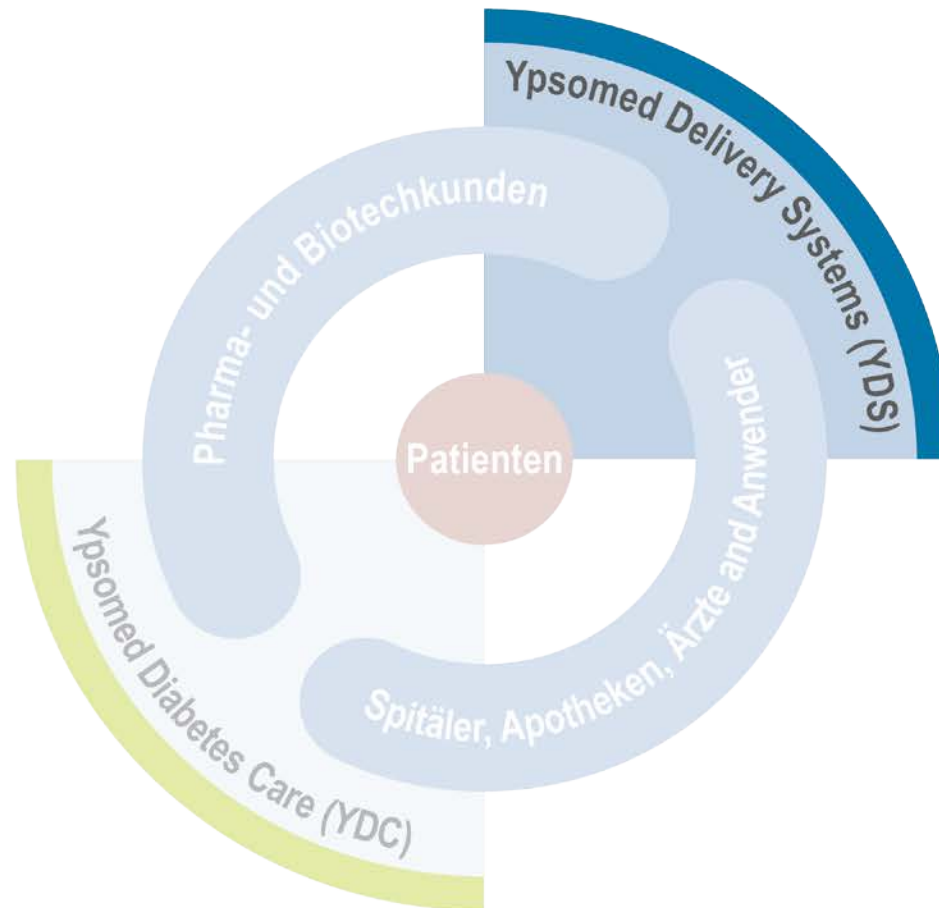 Ypsomed Delivery Systems (YDS)
Pharma- und Biotechkunden
Patienten
Spitäler, Apotheken, Ärzte and Anwender
Ypsomed Diabetes Care (YDC)